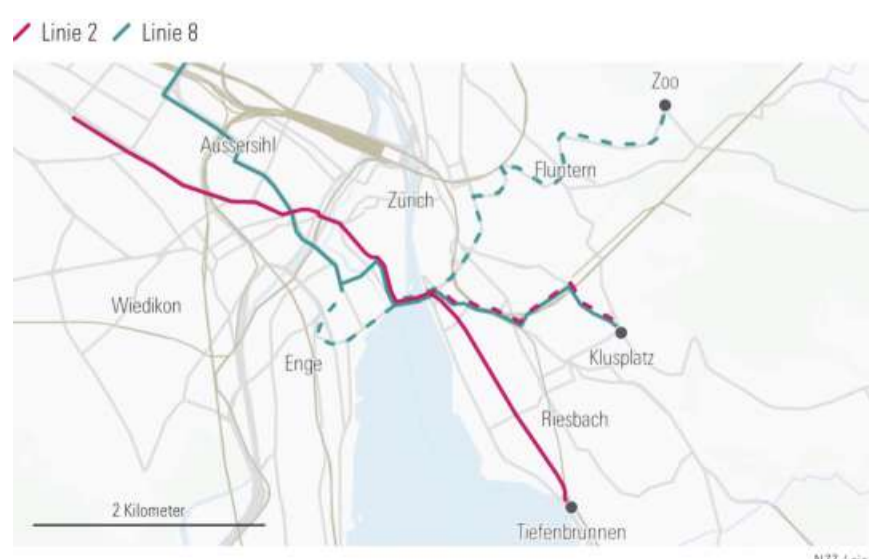 Linie 2 Linie 8
Zoo
Aussersihl
Fluntern
Zürich
Wiedikon
Klusplatz
Enge
Riesbach
2 Kilometer
Tiefenbrunnen